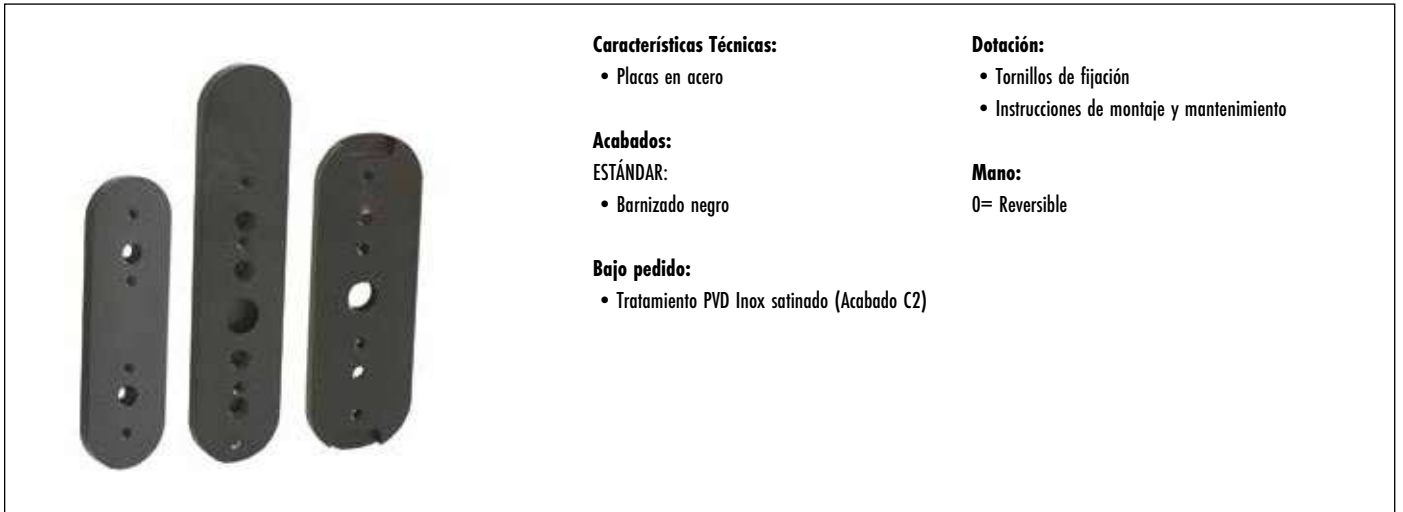 Características Técnicas:
• Placas en acero
Acabados:
ESTÁNDAR:
• Barnizado negro
Bajo pedido:
• Tratamiento PVD Inox satinado (Acabado C2)
Dotación:
• Tornillos de fijación
• Instrucciones de montaje y mantenimiento
Mano:
0= Reversible